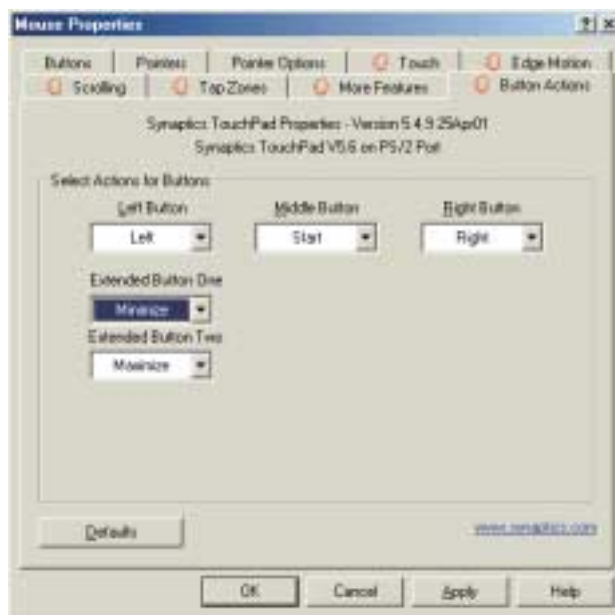 Mouse Properties
Buttons Pointers Pointer Options Touch Edge Motion
Scrolling Tap Zones More Features Button Actions
Synaptics TouchPad Properties - Version 5.4.9 25Apr01
Synaptics TouchPad V5.6 on PS/2 Port
Select Actions for Buttons
Left Button Middle Button Right Button
Left Start Right
Extended Button One
Minimize
Extended Button Two
Maximize
Defaults www.synaptics.com
OK Cancel Apply Help